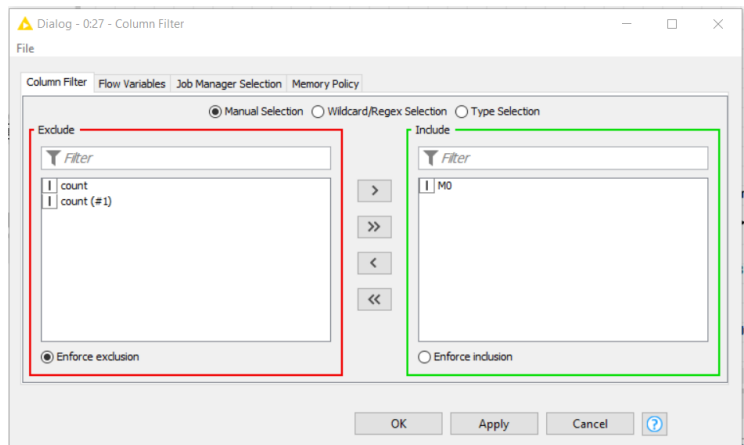 Dialog - 0:27 - Column Filter
File
Column Filter Flow Variables Job Manager Selection Memory Policy
Manual Selection Wildcard/Regex Selection Type Selection
Exclude
Filter
I count
I count (#1)
Enforce exclusion
>
>>
<
<<
Include
Filter
I M0
Enforce inclusion
OK Apply Cancel ?